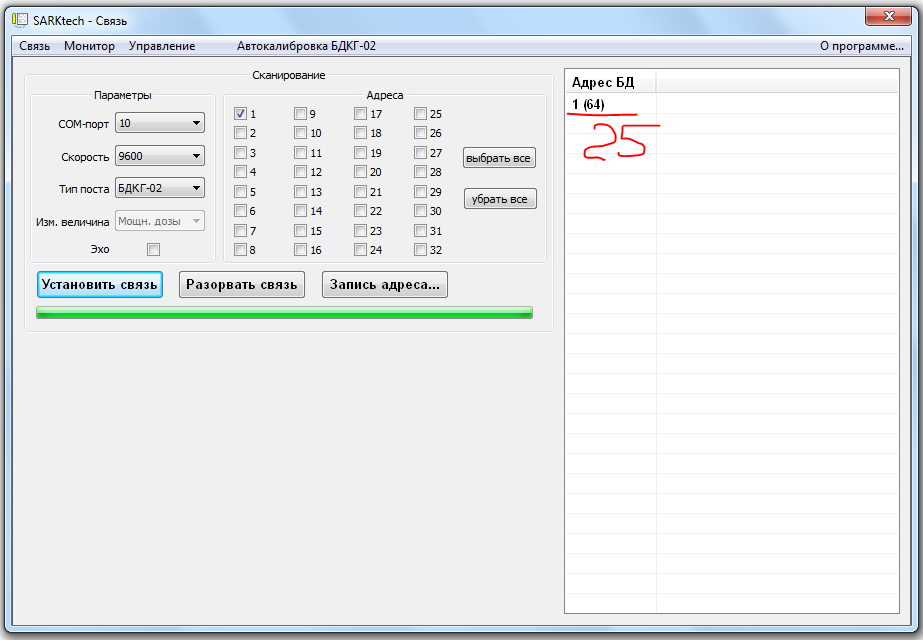 SARKtech - Связь
Связь Монитор Управление Автокалибровка БДКГ-02 О программе...
Сканирование
Параметры
COM-порт 10
Скорость 9600
Тип поста БДКГ-02
Изм. величина Мощн. дозы
Эхо
Адреса
1 9 17 25
2 10 18 26
3 11 19 27
4 12 20 28
5 13 21 29
6 14 22 30
7 15 23 31
8 16 24 32
выбрать все
убрать все
Установить связь Разорвать связь Запись адреса...
Адрес БД
1 (64)
25